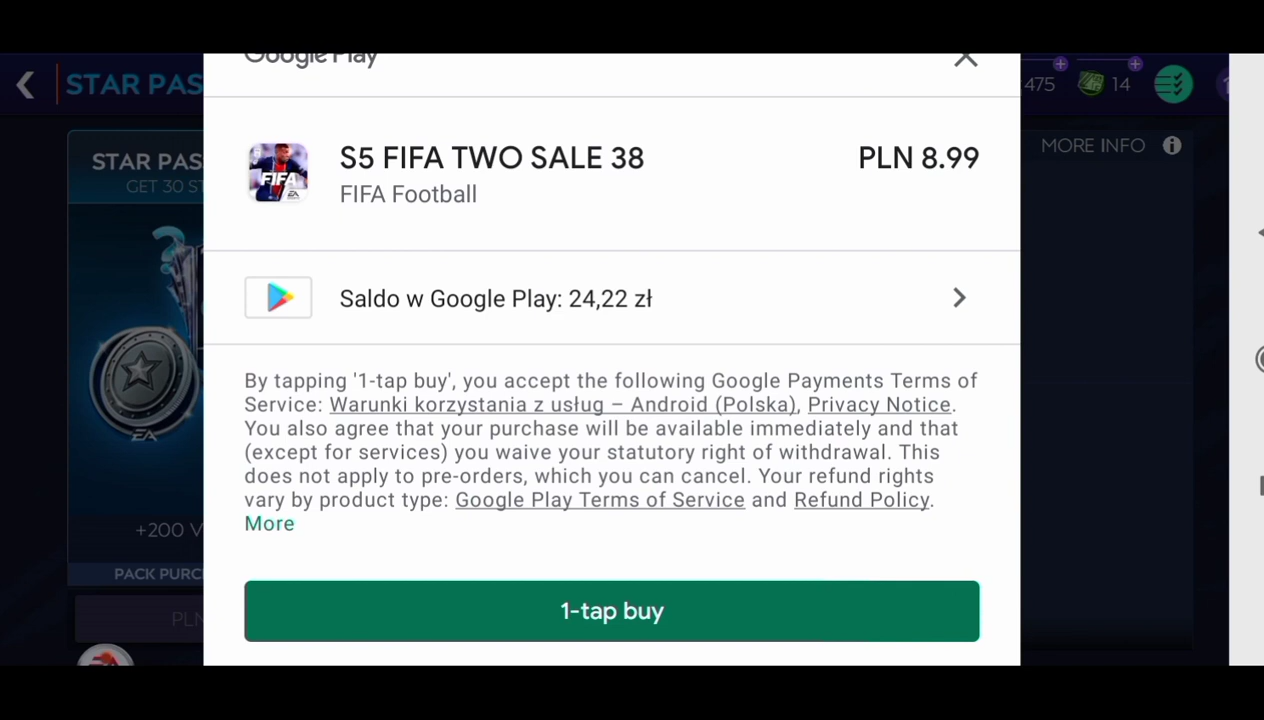 Google Play
STAR PAS
475
14
S5 FIFA TWO SALE 38
PLN 8.99
FIFA Football
FIFA
EA
MORE INFO
STAR PAS
GET 30 ST
Saldo w Google Play: 24,22 zł
By tapping '1-tap buy', you accept the following Google Payments Terms of
Service: Warunki korzystania z usług – Android (Polska), Privacy Notice.
You also agree that your purchase will be available immediately and that
(except for services) you waive your statutory right of withdrawal. This
does not apply to pre-orders, which you can cancel. Your refund rights
vary by product type: Google Play Terms of Service and Refund Policy.
More
EA
+200 V
PACK PURC
PLN
1-tap buy